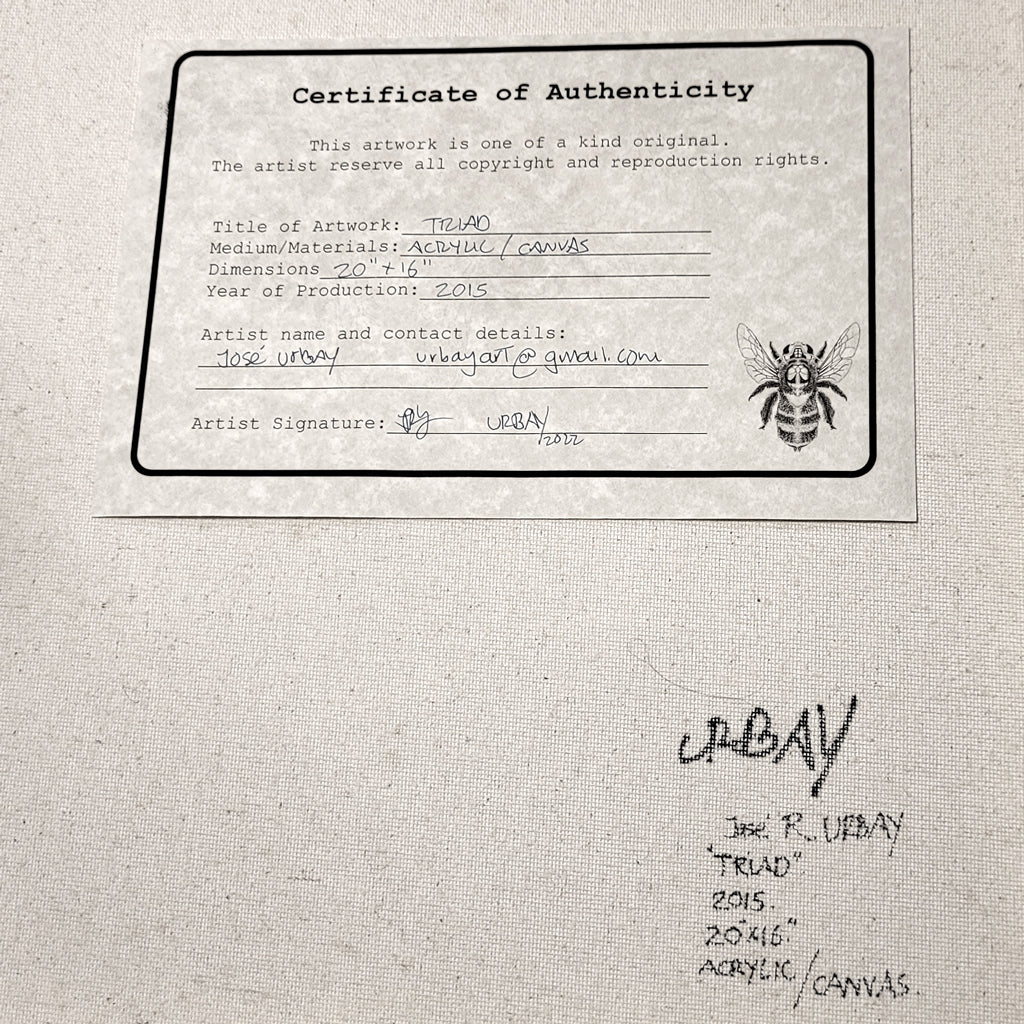 Certificate of Authenticity
This artwork is one of a kind original.
The artist reserve all copyright and reproduction rights.
Title of Artwork: TRIAD
Medium/Materials: ACRYLIC / CANVAS
Dimensions 20" + 16"
Year of Production: 2015
Artist name and contact details:
José URBAY urbayart@gmail.com
Artist Signature: URBAY
2022
URBAY
José R. URBAY
"TRIAD"
2015.
20"x16"
ACRYLIC/CANVAS.